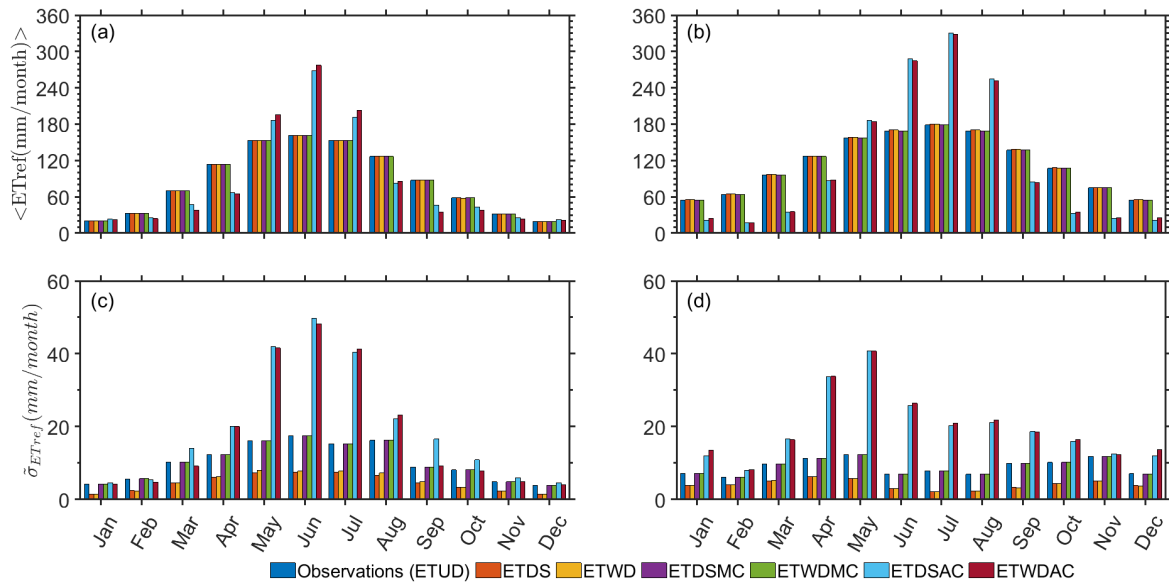 (a)
<ETref(mm/month)>
360
300
240
180
120
60
0
(b)
360
300
240
180
120
60
0
(c)
σ̃_ETref(mm/month)
60
40
20
0
Jan Feb Mar Apr May Jun Jul Aug Sep Oct Nov Dec
(d)
60
40
20
0
Jan Feb Mar Apr May Jun Jul Aug Sep Oct Nov Dec
Observations (ETUD) ETDS ETWD ETDSMC ETWDMC ETDSAC ETWDAC